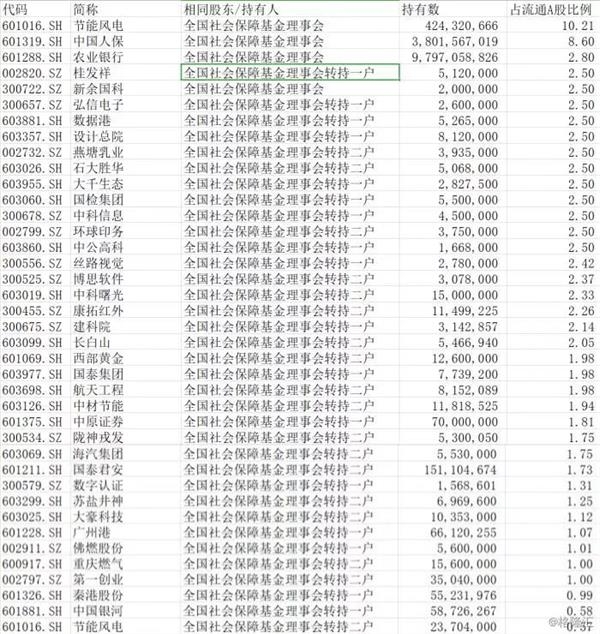 代码 简称 相同股东/持有人 持有数 占流通A股比例
601016.SH 节能风电 全国社会保障基金理事会 424,320,666 10.21
601319.SH 中国人保 全国社会保障基金理事会 3,801,567,019 8.60
601288.SH 农业银行 全国社会保障基金理事会 9,797,058,826 2.80
002820.SZ 桂发祥 全国社会保障基金理事会转持一户 5,120,000 2.50
300722.SZ 新余国科 全国社会保障基金理事会 2,000,000 2.50
300657.SZ 弘信电子 全国社会保障基金理事会转持二户 2,600,000 2.50
603881.SH 数据港 全国社会保障基金理事会转持一户 5,265,000 2.50
603357.SH 设计总院 全国社会保障基金理事会转持一户 8,120,000 2.50
002732.SZ 燕塘乳业 全国社会保障基金理事会转持二户 3,935,000 2.50
603026.SH 石大胜华 全国社会保障基金理事会转持二户 5,068,000 2.50
603955.SH 大千生态 全国社会保障基金理事会转持一户 2,827,500 2.50
603060.SH 国检集团 全国社会保障基金理事会转持一户 5,500,000 2.50
300678.SZ 中科信息 全国社会保障基金理事会转持一户 4,500,000 2.50
002799.SZ 环球印务 全国社会保障基金理事会转持二户 3,750,000 2.50
603860.SH 中公高科 全国社会保障基金理事会转持一户 1,668,000 2.50
300556.SZ 丝路视觉 全国社会保障基金理事会转持一户 2,780,000 2.42
300525.SZ 博思软件 全国社会保障基金理事会转持二户 3,078,000 2.37
603019.SH 中科曙光 全国社会保障基金理事会转持二户 15,000,000 2.33
300455.SZ 康拓红外 全国社会保障基金理事会转持二户 11,499,225 2.26
300675.SZ 建科院 全国社会保障基金理事会转持一户 3,142,857 2.14
603099.SH 长白山 全国社会保障基金理事会转持二户 5,466,940 2.05
601069.SH 西部黄金 全国社会保障基金理事会转持二户 12,600,000 1.98
603977.SH 国泰集团 全国社会保障基金理事会转持一户 7,739,200 1.98
603698.SH 航天工程 全国社会保障基金理事会转持二户 8,152,089 1.98
603126.SH 中材节能 全国社会保障基金理事会转持二户 11,818,525 1.94
601375.SH 中原证券 全国社会保障基金理事会转持一户 70,000,000 1.81
300534.SZ 陇神戎发 全国社会保障基金理事会转持二户 5,300,050 1.75
603069.SH 海汽集团 全国社会保障基金理事会转持二户 5,530,000 1.75
601211.SH 国泰君安 全国社会保障基金理事会转持二户 151,104,674 1.73
300579.SZ 数字认证 全国社会保障基金理事会转持一户 1,568,601 1.31
603299.SH 苏盐井神 全国社会保障基金理事会转持二户 6,969,601 1.25
603025.SH 大豪科技 全国社会保障基金理事会转持二户 10,353,000 1.12
601228.SH 广州港 全国社会保障基金理事会转持一户 66,120,255 1.07
002911.SZ 佛燃股份 全国社会保障基金理事会转持一户 5,600,000 1.01
600917.SH 重庆燃气 全国社会保障基金理事会转持二户 15,600,000 1.00
002797.SZ 第一创业 全国社会保障基金理事会转持二户 35,040,000 1.00
601326.SH 秦港股份 全国社会保障基金理事会转持一户 55,231,976 0.99
601881.SH 中国银河 全国社会保障基金理事会转持一户 58,726,267 0.58
601016.SH 节能风电 全国社会保障基金理事会转持二户 23,704,000 0.57
@格隆汇